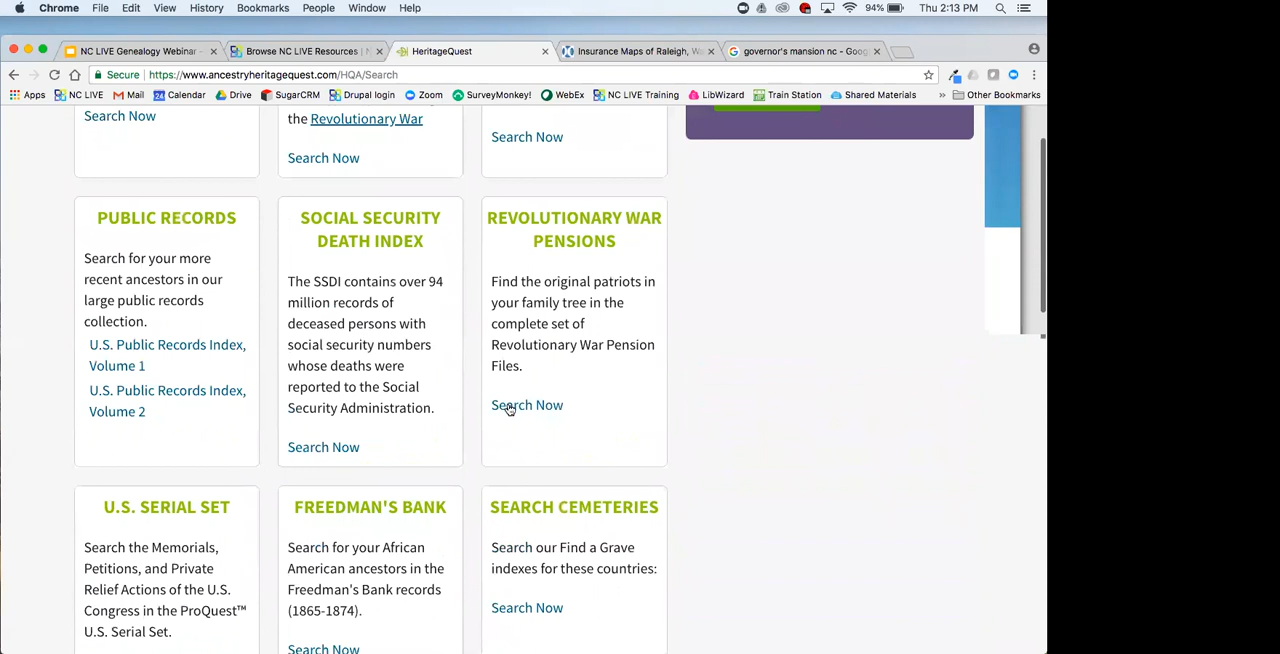 Chrome File Edit View History Bookmarks People Window Help 94% Thu 2:13 PM
NC LIVE Genealogy Webinar - Browse NC LIVE Resources | N HeritageQuest Insurance Maps of Raleigh, Wa governor's mansion nc - Goog
Secure https://www.ancestryheritagequest.com/HQA/Search
Apps NC LIVE Mail Calendar Drive SugarCRM Drupal login Zoom SurveyMonkey! WebEx NC LIVE Training LibWizard Train Station Shared Materials » Other Bookmarks
Search Now
the Revolutionary War
Search Now
Search Now
PUBLIC RECORDS
Search for your more
recent ancestors in our
large public records
collection.
U.S. Public Records Index,
Volume 1
U.S. Public Records Index,
Volume 2
SOCIAL SECURITY
DEATH INDEX
The SSDI contains over 94
million records of
deceased persons with
social security numbers
whose deaths were
reported to the Social
Security Administration.
Search Now
REVOLUTIONARY WAR
PENSIONS
Find the original patriots in
your family tree in the
complete set of
Revolutionary War Pension
Files.
Search Now
U.S. SERIAL SET
Search the Memorials,
Petitions, and Private
Relief Actions of the U.S.
Congress in the ProQuest™
U.S. Serial Set.
FREEDMAN'S BANK
Search for your African
American ancestors in the
Freedman's Bank records
(1865-1874).
Search Now
SEARCH CEMETERIES
Search our Find a Grave
indexes for these countries:
Search Now